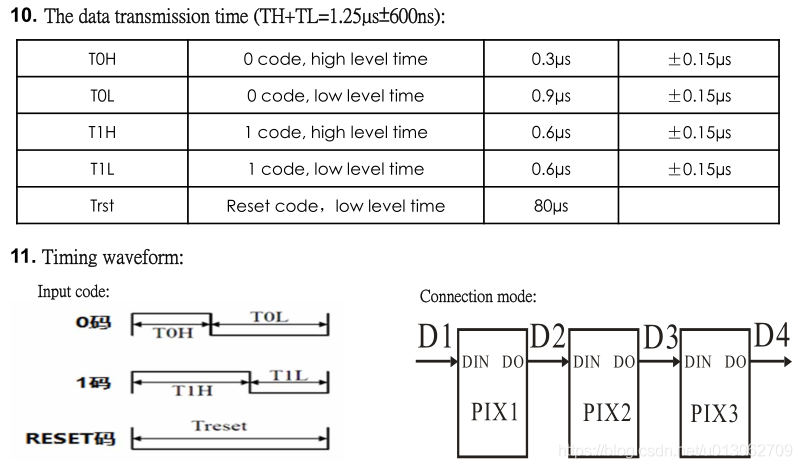 10. The data transmission time (TH+TL=1.25μs±600ns):
T0H 0 code, high level time 0.3μs ±0.15μs
T0L 0 code, low level time 0.9μs ±0.15μs
T1H 1 code, high level time 0.6μs ±0.15μs
T1L 1 code, low level time 0.6μs ±0.15μs
Trst Reset code，low level time 80μs
11. Timing waveform:
Input code:
Connection mode:
0码 T0H T0L
1码 T1H T1L
RESET码 Treset
D1 D2 D3 D4
DIN DO DIN DO DIN DO
PIX1 PIX2 PIX3
https://blog.csdn.net/u013062709